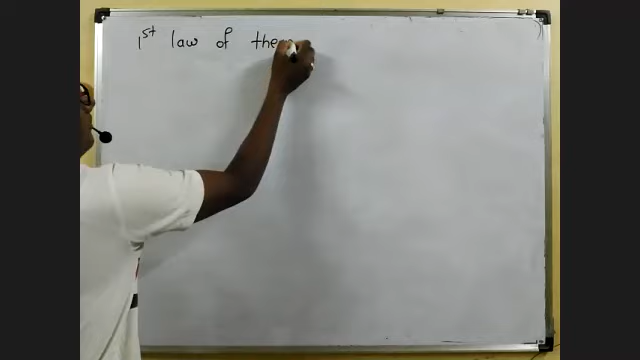 1st law of the